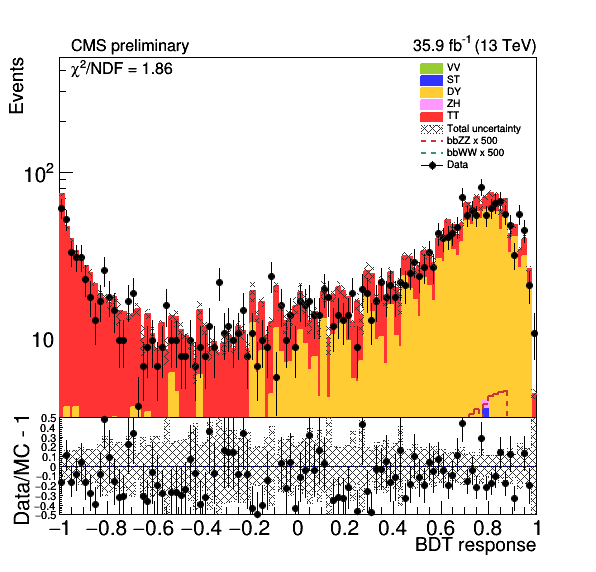 CMS preliminary 35.9 fb⁻¹ (13 TeV)
χ²/NDF = 1.86
Events
VV
ST
DY
ZH
TT
Total uncertainty
bbZZ x 500
bbWW x 500
Data
10²
10
Data/MC - 1
0.5
0.4
0.3
0.2
0.1
0
-0.1
-0.2
-0.3
-0.4
-0.5
−1 −0.8 −0.6 −0.4 −0.2 0 0.2 0.4 0.6 0.8 1
BDT response